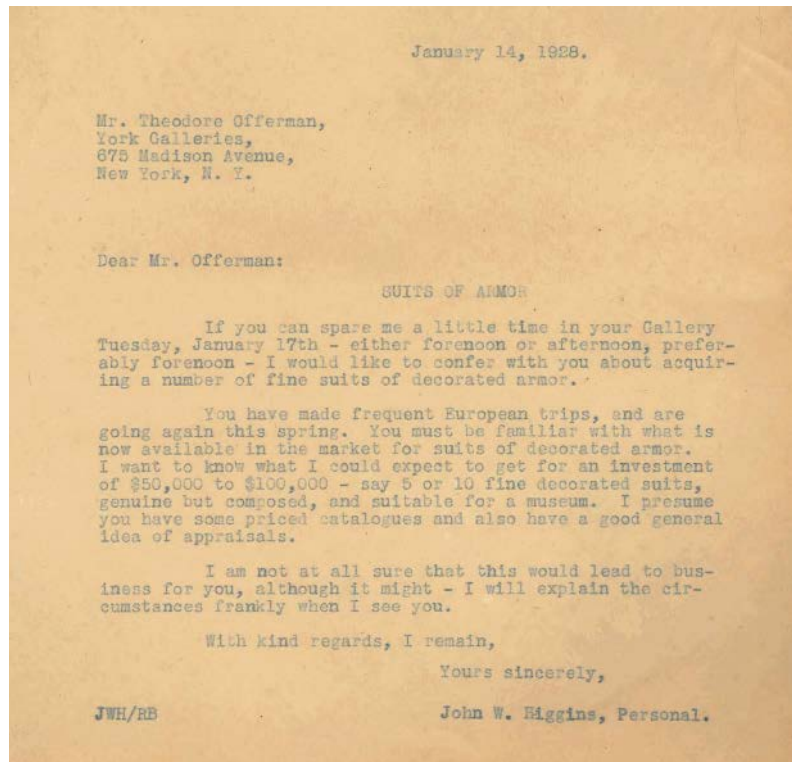 January 14, 1928.
Mr. Theodore Offerman,
York Galleries,
675 Madison Avenue,
New York, N. Y.
Dear Mr. Offerman:
SUITS OF ARMOR
If you can spare me a little time in your Gallery
Tuesday, January 17th - either forenoon or afternoon, prefer-
ably forenoon - I would like to confer with you about acquir-
ing a number of fine suits of decorated armor.
You have made frequent European trips, and are
going again this spring. You must be familiar with what is
now available in the market for suits of decorated armor.
I want to know what I could expect to get for an investment
of $50,000 to $100,000 - say 5 or 10 fine decorated suits,
genuine but composed, and suitable for a museum. I presume
you have some priced catalogues and also have a good general
idea of appraisals.
I am not at all sure that this would lead to bus-
iness for you, although it might - I will explain the cir-
cumstances frankly when I see you.
With kind regards, I remain,
Yours sincerely,
JWH/RB
John W. Higgins, Personal.